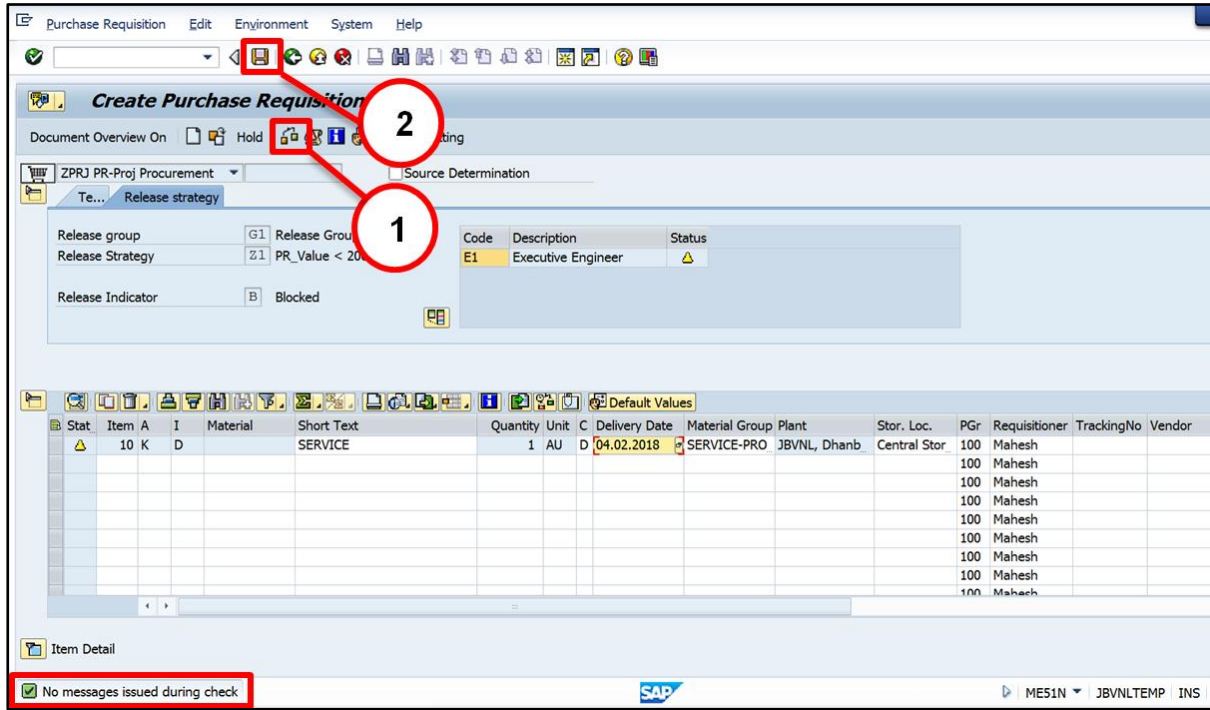 Purchase Requisition Edit Environment System Help
Create Purchase Requisition
2
Document Overview On Hold
ZPRJ PR-Proj Procurement Source Determination
Te... Release strategy
1
Release group G1 Release Code Description Status
Release Strategy Z1 PR_Value < E1 Executive Engineer
Release Indicator B Blocked
Default Values
Stat Item A I Material Short Text Quantity Unit C Delivery Date Material Group Plant Stor. Loc. PGr Requisitioner TrackingNo Vendor
10 K D SERVICE 1 AU D 04.02.2018 SERVICE-PRO JBVNL, Dhanb Central Stor 100 Mahesh
100 Mahesh
100 Mahesh
100 Mahesh
100 Mahesh
100 Mahesh
100 Mahesh
100 Mahesh
100 Mahesh
Item Detail
No messages issued during check SAP ME51N JBVNLTEMP INS